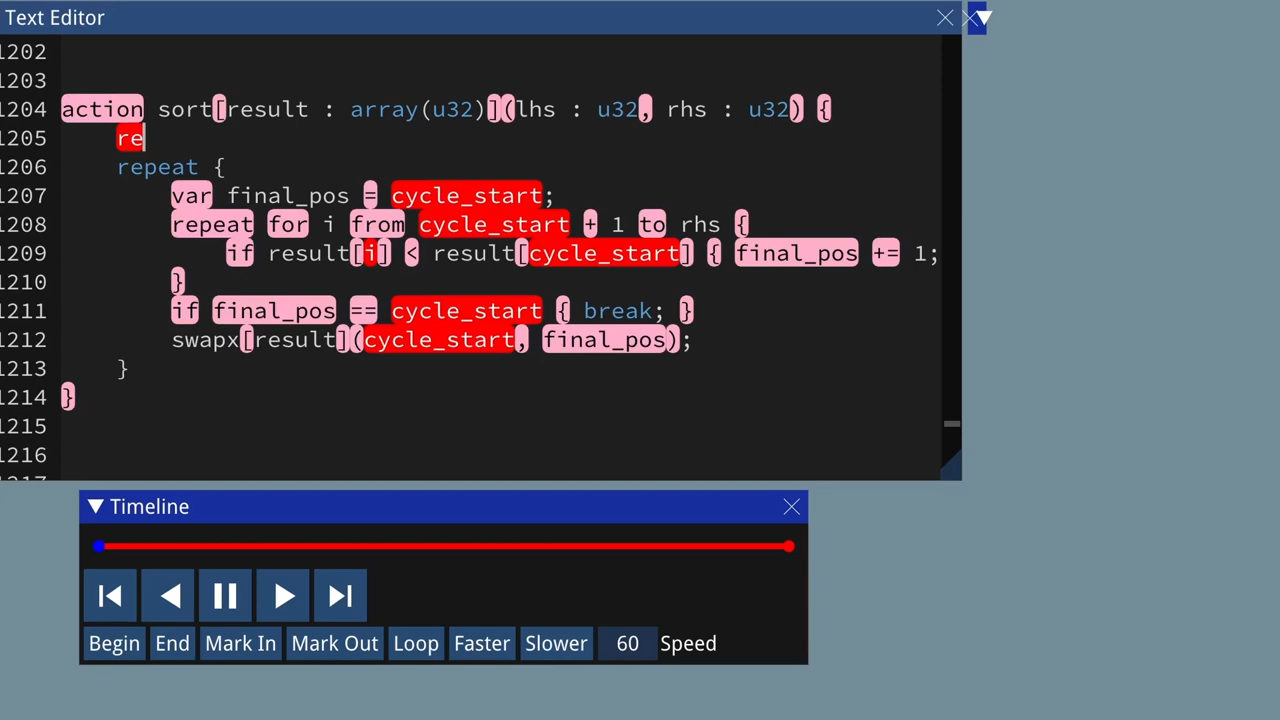 Text Editor
1202
1203
1204 action sort[result : array(u32)](lhs : u32, rhs : u32) {
1205 re
1206 repeat {
1207 var final_pos = cycle_start;
1208 repeat for i from cycle_start + 1 to rhs {
1209 if result[i] < result[cycle_start] { final_pos += 1;
1210 }
1211 if final_pos == cycle_start { break; }
1212 swapx[result](cycle_start, final_pos);
1213 }
1214 }
1215
1216
1217
Timeline
Begin End Mark In Mark Out Loop Faster Slower 60 Speed